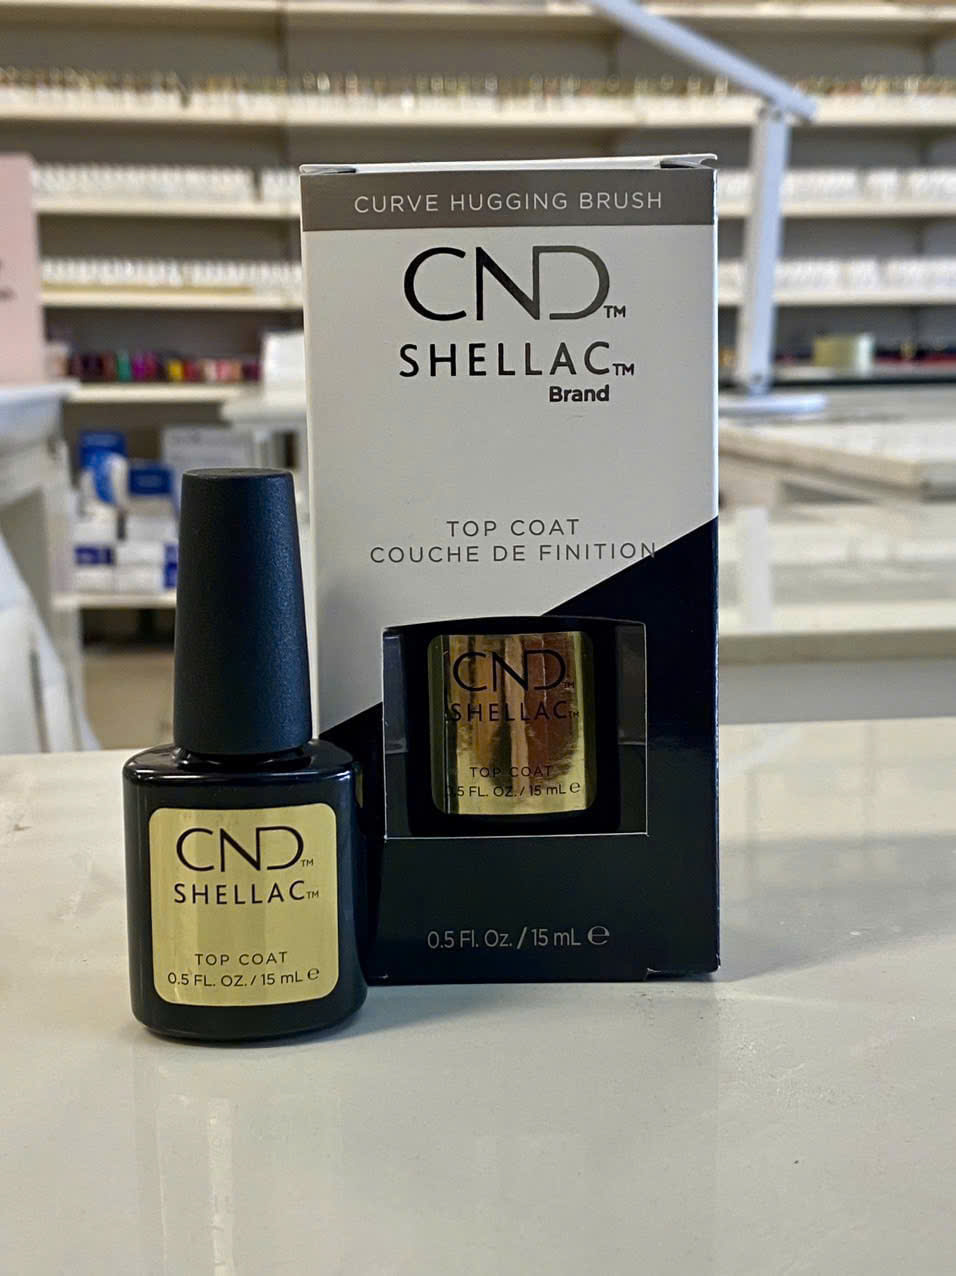 CURVE HUGGING BRUSH
CND™
SHELLAC™
Brand
TOP COAT
COUCHE DE FINITION
CND™
SHELLAC™
TOP COAT
0.5 FL. OZ. / 15 mL ℮
0.5 Fl. Oz. / 15 mL ℮
CND™
SHELLAC™
TOP COAT
0.5 FL. OZ. / 15 mL ℮